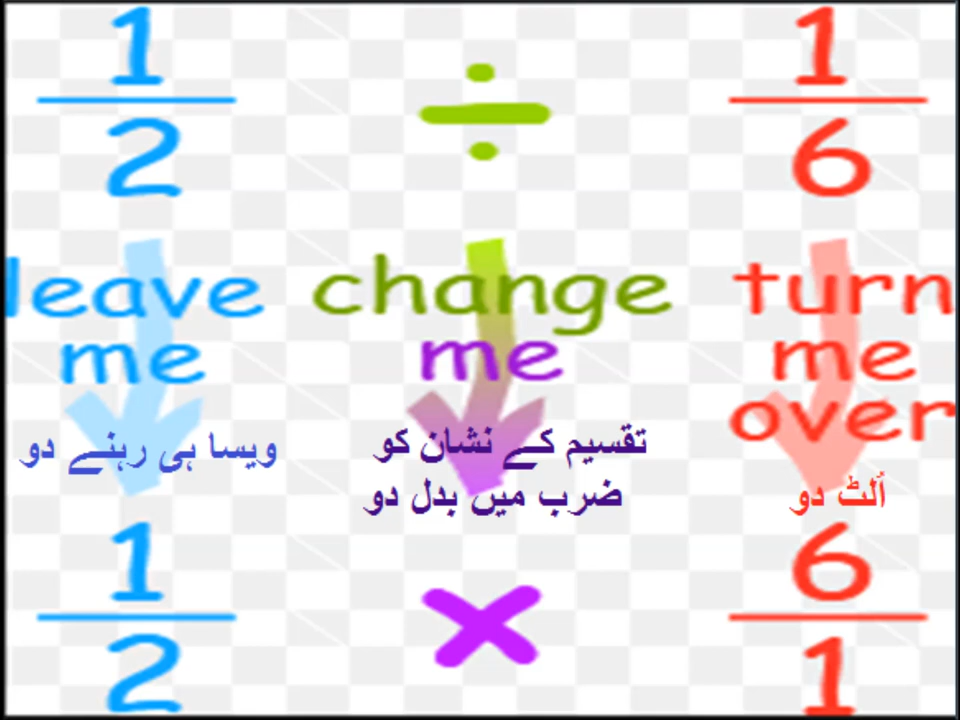 1/2 ÷ 1/6
leave me
change me
turn me over
ویسا ہی رہنے دو
تقسیم کے نشان کو
ضرب میں بدل دو
اُلٹ دو
1/2 × 6/1